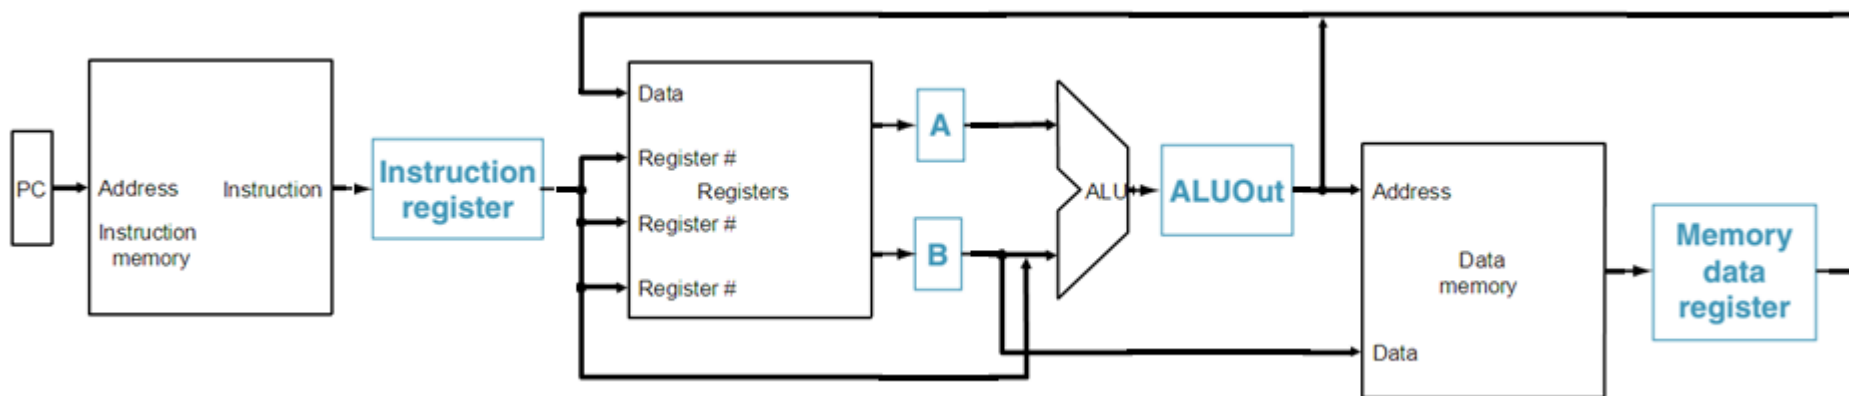 PC
Address
Instruction
Instruction
memory
Instruction
register
Data
Register #
Registers
Register #
Register #
A
B
ALU
ALUOut
Address
Data
memory
Data
Memory
data
register